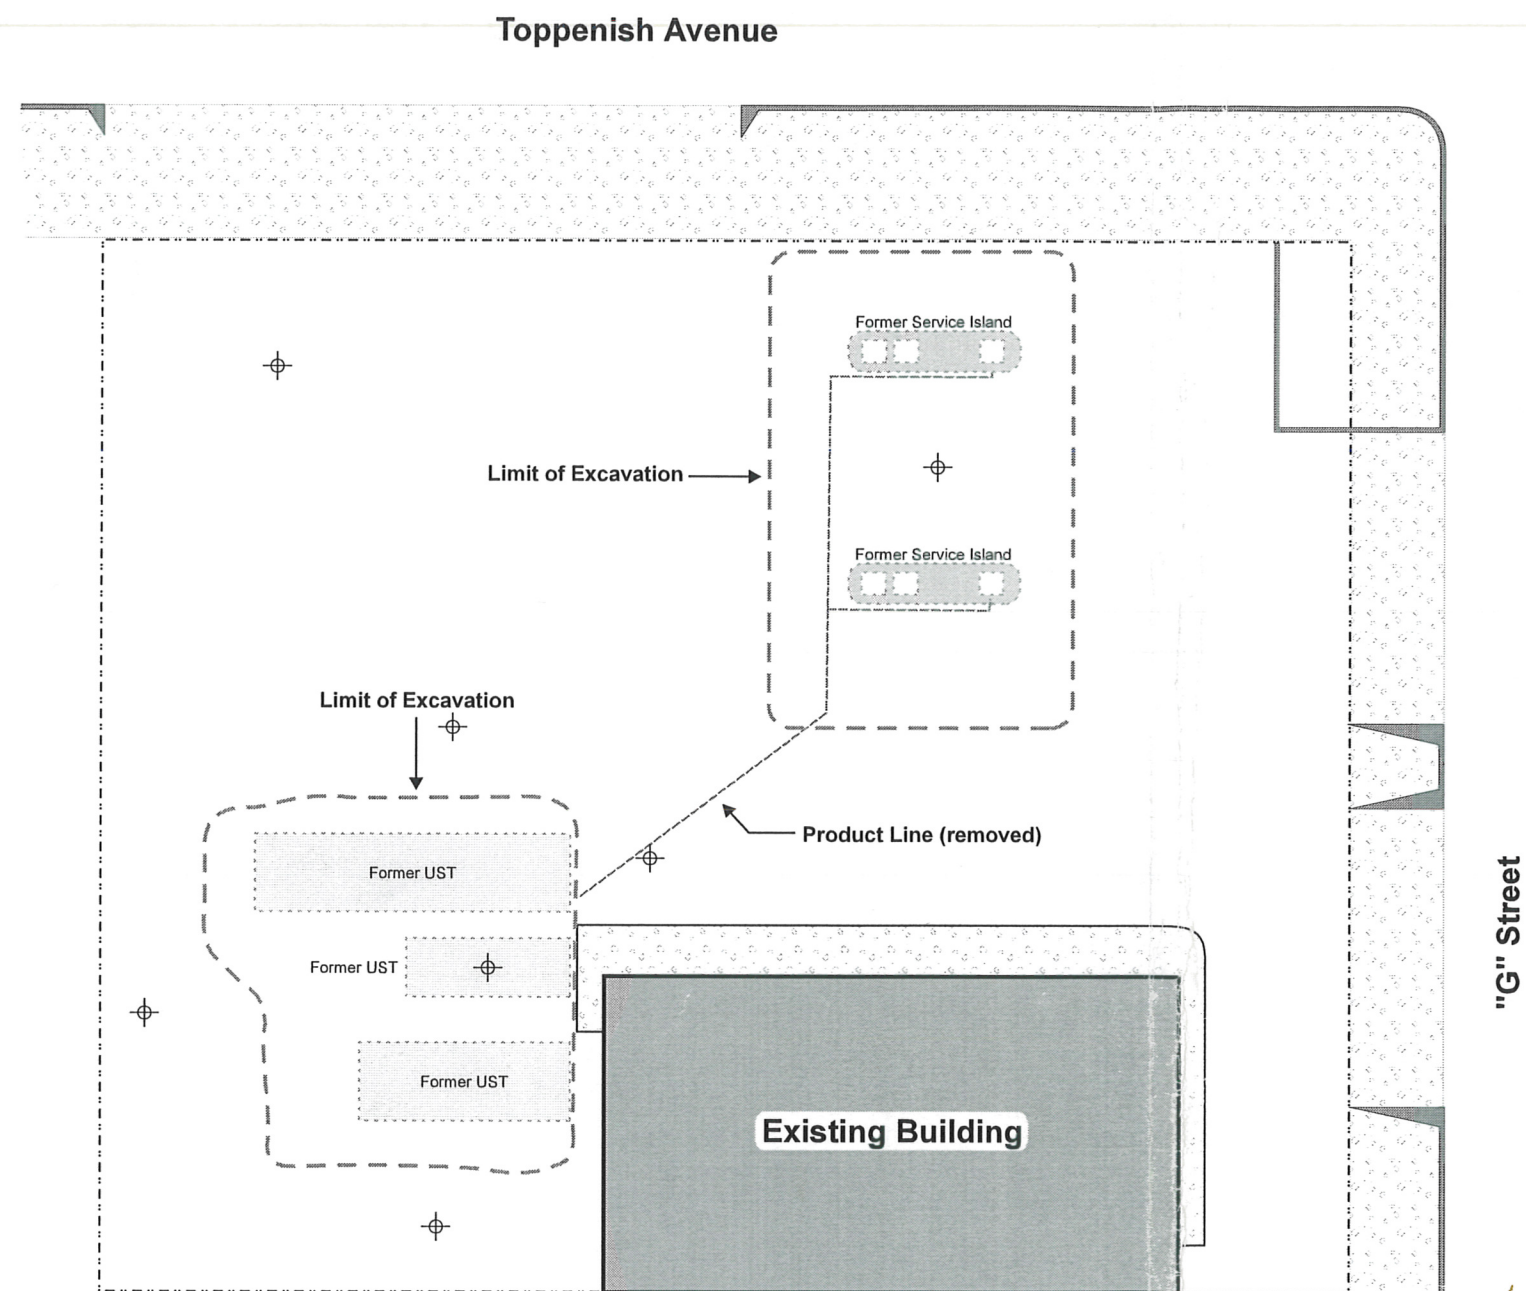 Toppenish Avenue
Former Service Island
Limit of Excavation
Former Service Island
Limit of Excavation
Product Line (removed)
Former UST
"G" Street
Former UST
Former UST
Existing Building